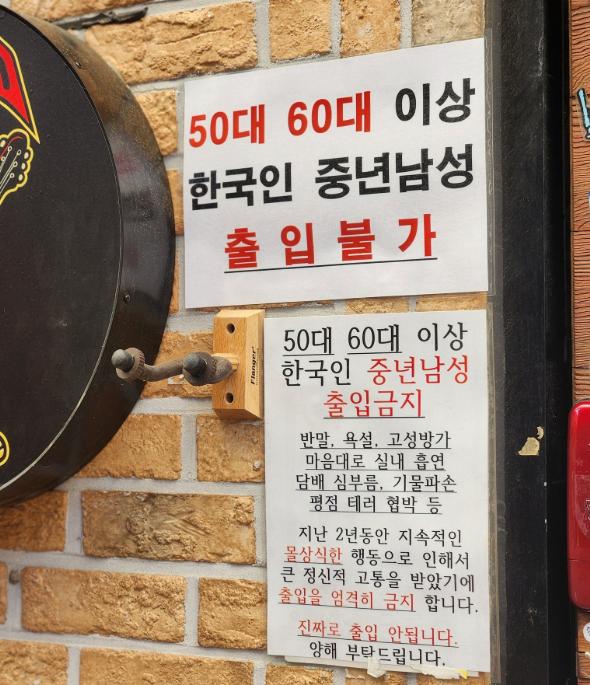 50대 60대 이상
한국인 중년남성
출 입 불 가
Flanger
50대 60대 이상
한국인 중년남성
출입금지
반말, 욕설, 고성방가
마음대로 실내 흡연
담배 심부름, 기물파손
평점 테러 협박 등
지난 2년동안 지속적인
몰상식한 행동으로 인해서
큰 정신적 고통을 받았기에
출입을 엄격히 금지 합니다.
진짜로 출입 안됩니다.
양해 부탁드립니다.